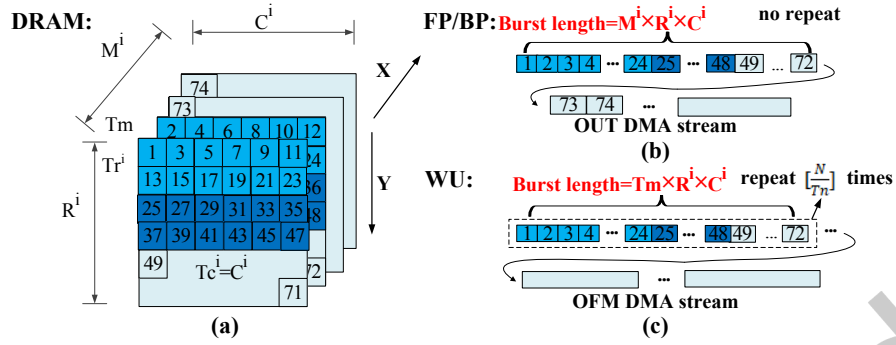 DRAM:
C^i
M^i
X
74
73
Tm
2 4 6 8 10 12
Tr^i
1 3 5 7 9 11
24
13 15 17 19 21 23
36
Y
R^i
25 27 29 31 33 35
48
37 39 41 43 45 47
49
Tc^i=C^i
72
71
(a)
FP/BP: Burst length=M^i×R^i×C^i no repeat
1 2 3 4 ··· 24 25 ··· 48 49 ... 72
73 74 ···
OUT DMA stream
(b)
WU: Burst length=Tm×R^i×C^i repeat [N/Tn] times
1 2 3 4 ··· 24 25 ··· 48 49 ... 72 ···
···
OFM DMA stream
(c)